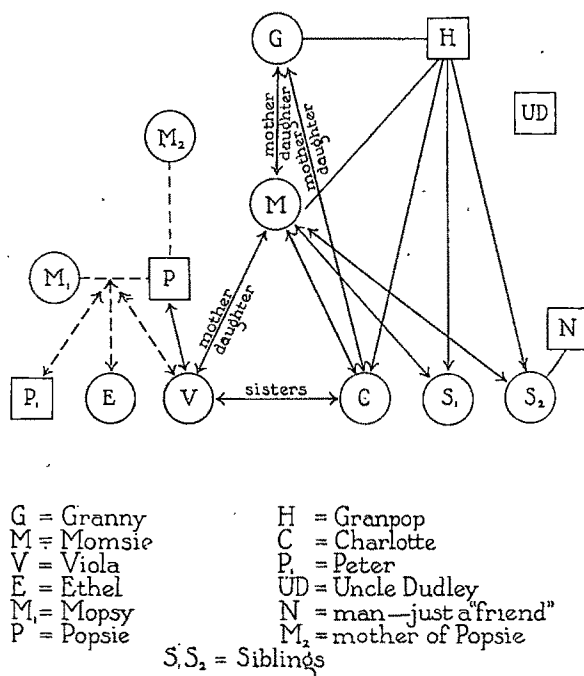 G
H
UD
mother
daughter
mother
daughter
M₂
M
M₁
P
mother
daughter
N
P₁
E
V
sisters
C
S₁
S₂
G = Granny
H = Granpop
M = Momsie
C = Charlotte
V = Viola
P₁ = Peter
E = Ethel
UD = Uncle Dudley
M₁ = Mopsy
N = man—just a "friend"
P = Popsie
M₂ = mother of Popsie
S₁S₂ = Siblings